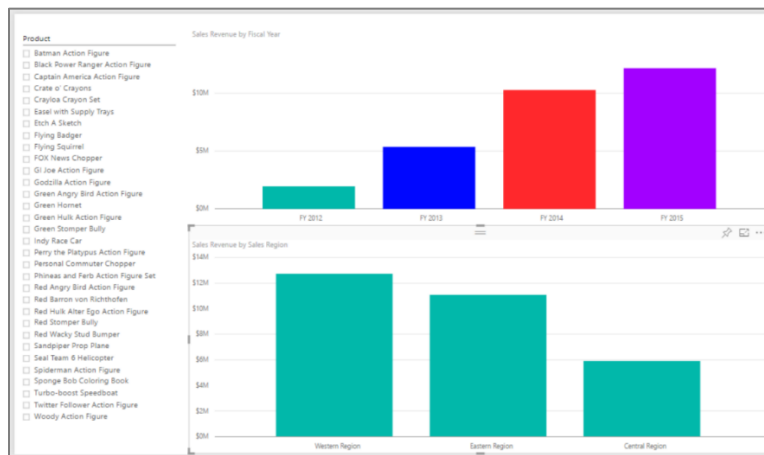 Product
Batman Action Figure
Black Power Ranger Action Figure
Captain America Action Figure
Crate o' Crayons
Crayloa Crayon Set
Easel with Supply Trays
Etch A Sketch
Flying Badger
Flying Squirrel
FOX News Chopper
GI Joe Action Figure
Godzilla Action Figure
Green Angry Bird Action Figure
Green Hornet
Green Hulk Action Figure
Green Stomper Bully
Indy Race Car
Perry the Platypus Action Figure
Personal Commuter Chopper
Phineas and Ferb Action Figure Set
Red Angry Bird Action Figure
Red Barron von Richthofen
Red Hulk Alter Ego Action Figure
Red Stomper Bully
Red Wacky Stud Bumper
Sandpiper Prop Plane
Seal Team 6 Helicopter
Spiderman Action Figure
Sponge Bob Coloring Book
Turbo-boost Speedboat
Twitter Follower Action Figure
Woody Action Figure
Sales Revenue by Fiscal Year
$10M
$5M
$0M
FY 2012 FY 2013 FY 2014 FY 2015
Sales Revenue by Sales Region
$14M
$12M
$10M
$8M
$6M
$4M
$2M
$0M
Western Region Eastern Region Central Region